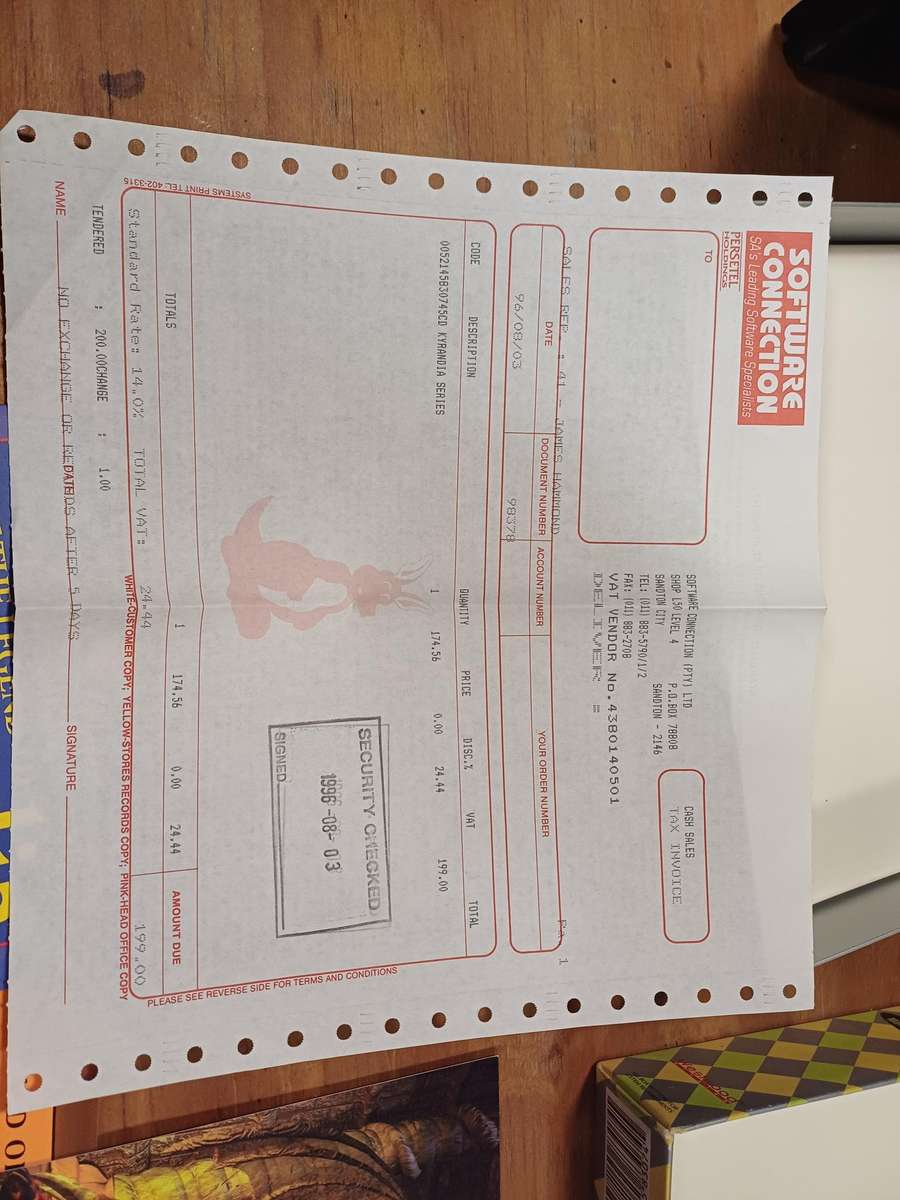 SOFTWARE
CONNECTION
SA's Leading Software Specialists
PERSETEL
HOLDINGS
TO
SOFTWARE CONNECTION (PTY) LTD
SHOP L50 LEVEL 4 P.O.BOX 78808
SANDTON CITY SANDTON - 2146
TEL: (011) 883-5790/1/2
FAX: (011) 883-2708
VAT VENDOR No.4380140501
DELIVER =
CASH SALES
TAX INVOICE
SALES REP. : 41 - JAMES HAMMOND 1
DATE DOCUMENT NUMBER ACCOUNT NUMBER YOUR ORDER NUMBER
96/08/03 98378
CODE DESCRIPTION QUANTITY PRICE DISC.% VAT TOTAL
0052145830745CD KYRANDIA SERIES 1 174.56 0.00 24.44 199.00
SECURITY CHECKED
1996 -08- 03
SIGNED
TOTALS 1 174.56 0.00 24.44 AMOUNT DUE
Standard Rate: 14.0% TOTAL VAT: 24.44 199.00
SYSTEMS PRINT TEL: 402-3315
PLEASE SEE REVERSE SIDE FOR TERMS AND CONDITIONS
WHITE-CUSTOMER COPY; YELLOW-STORES RECORDS COPY; PINK-HEAD OFFICE COPY
TENDERED : 200.00CHANGE : 1.00
NAME DATE SIGNATURE
NO EXCHANGE OR REFUNDS AFTER 5 DAYS